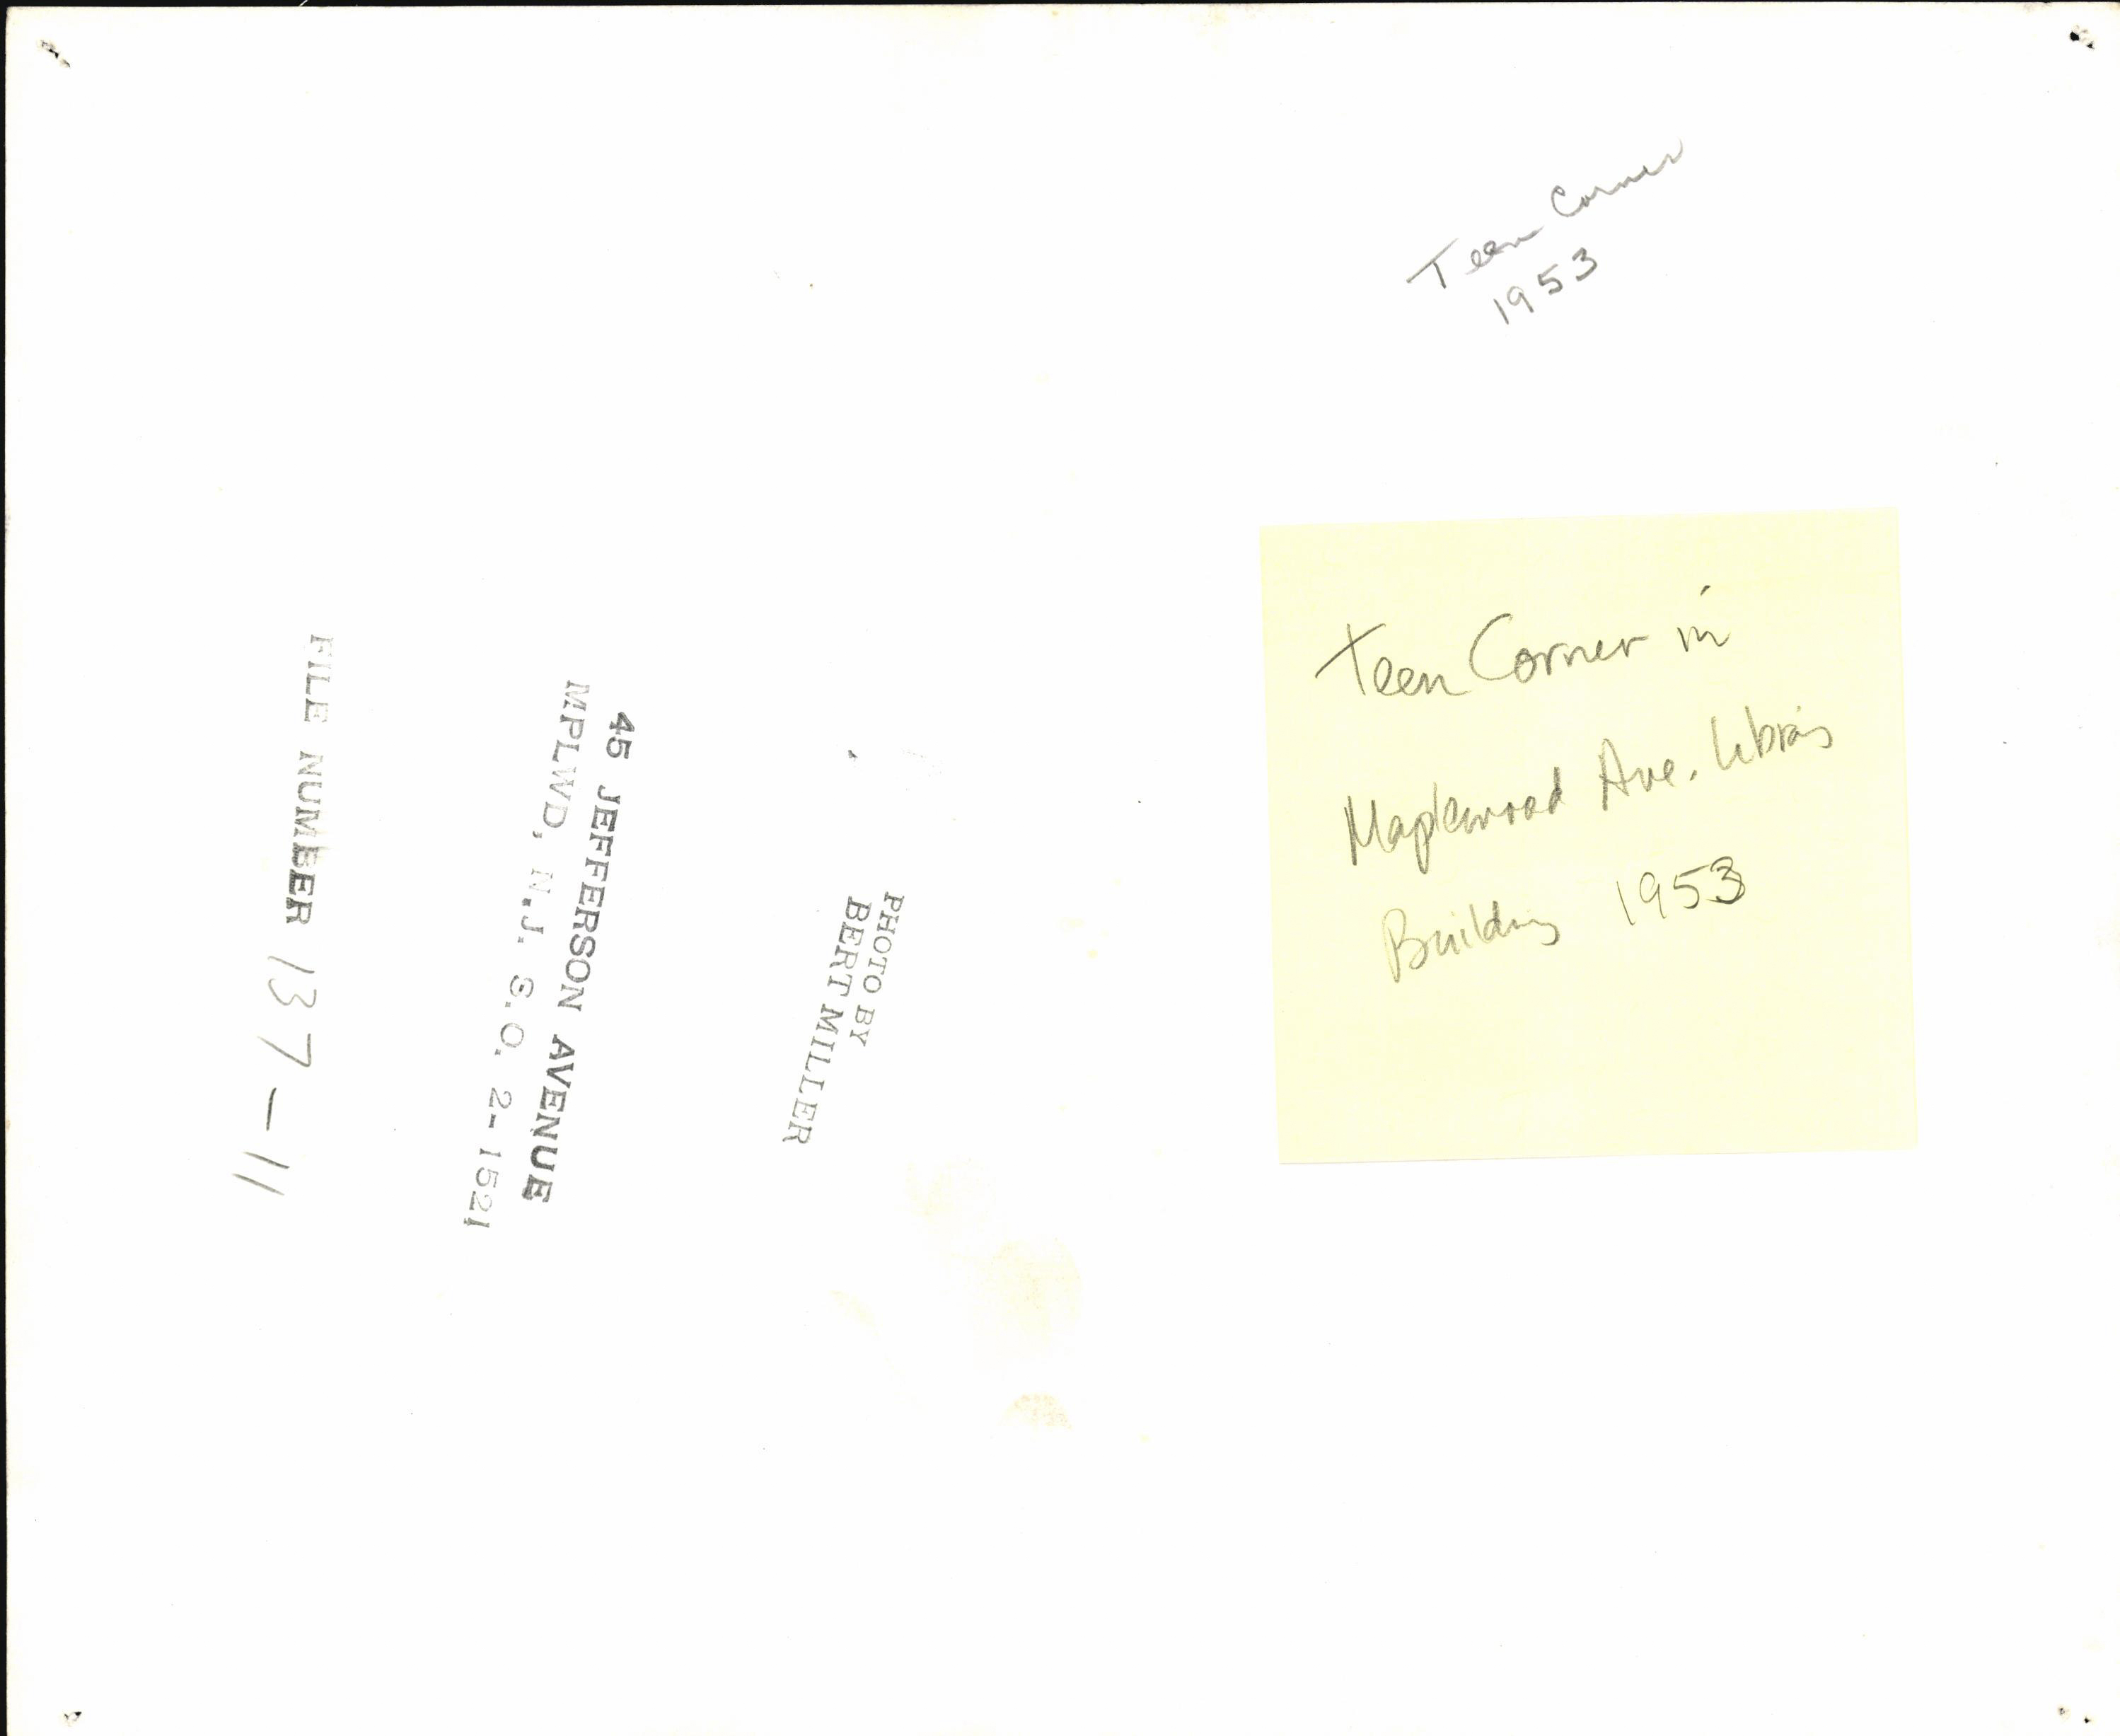 Teen Corner
1953
Teen Corner in
Maplewood Ave. Library
Building 1953
PHOTO BY
BERT MILLER
45 JEFFERSON AVENUE
MPLWD, N.J. S.O. 2-1521
FILE NUMBER 137-11